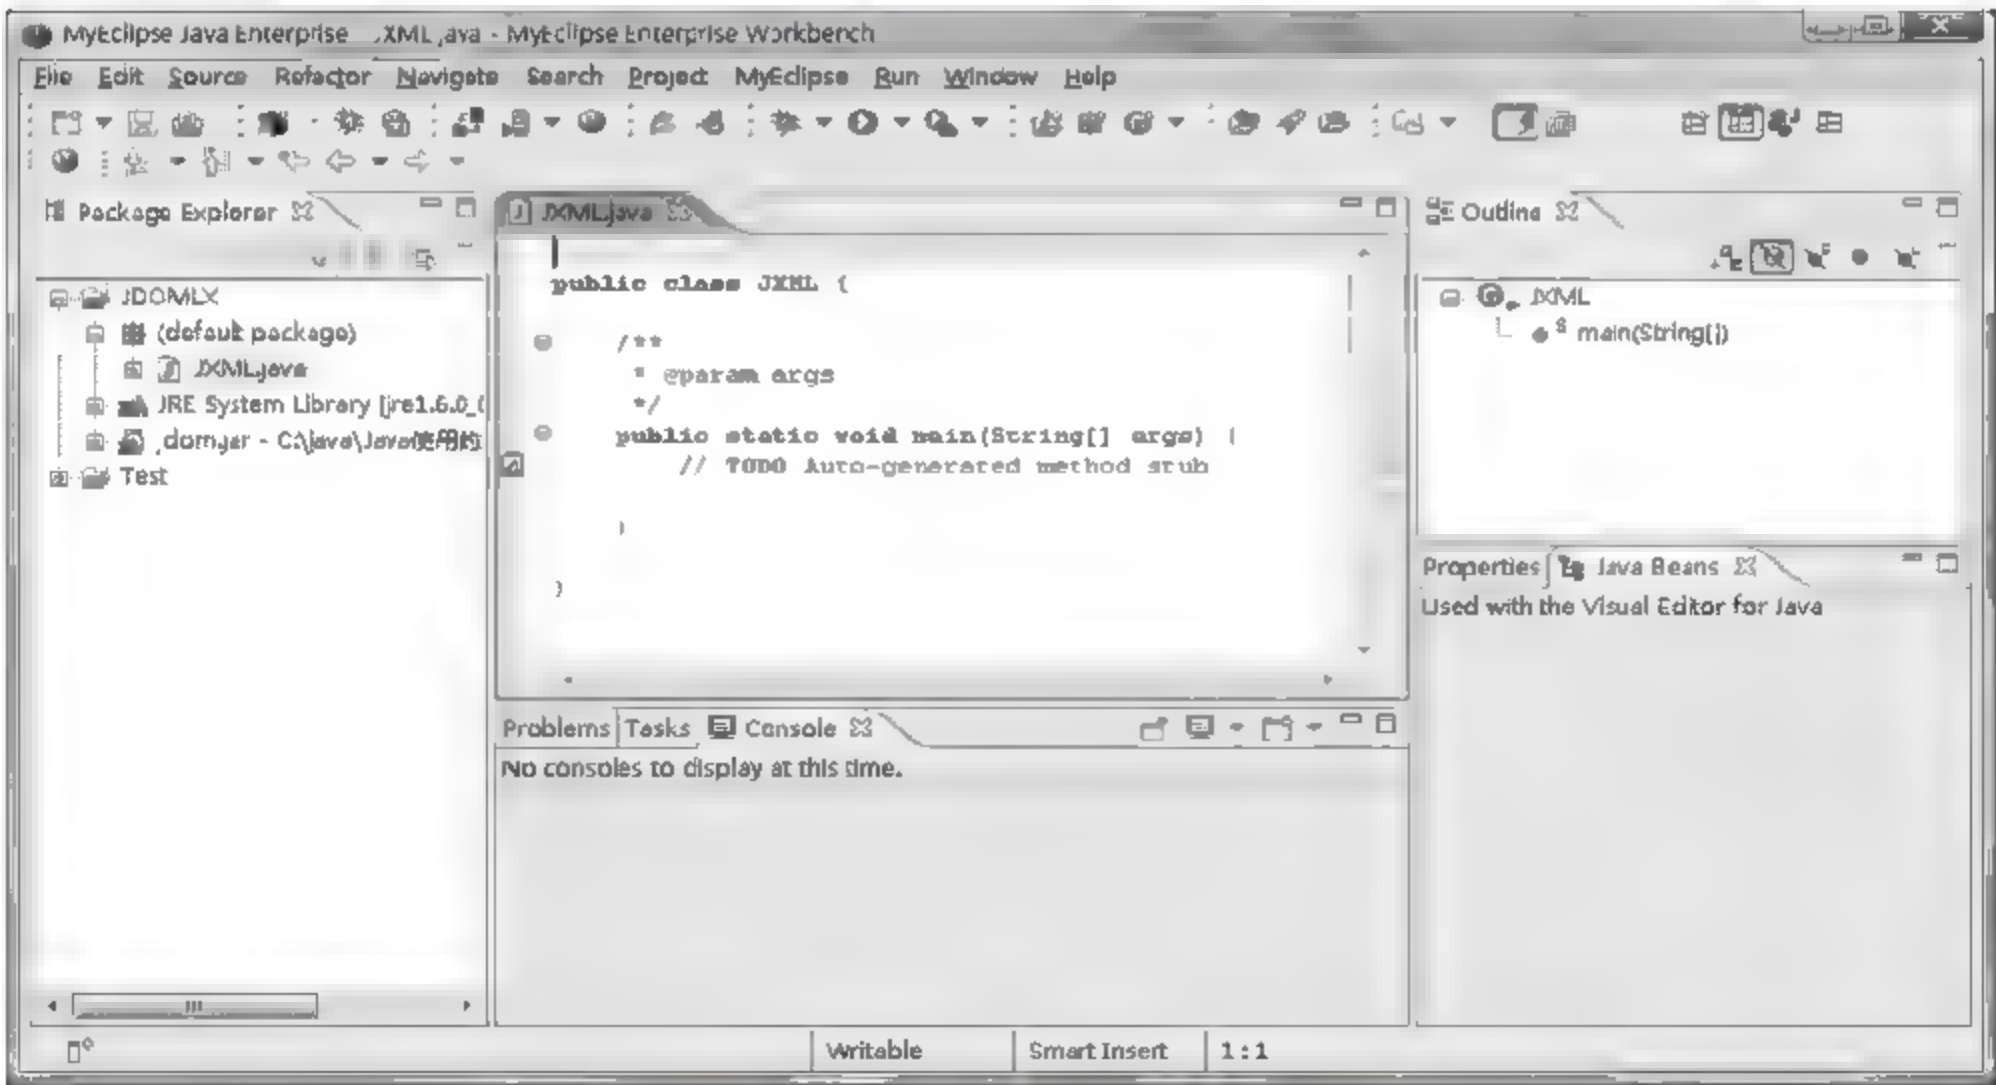 MyEclipse Java Enterprise JXML.java - MyEclipse Enterprise Workbench
File Edit Source Refactor Navigate Search Project MyEclipse Run Window Help
Package Explorer
JDOMLX
(default package)
JXML.java
JRE System Library [jre1.6.0_0
jdom.jar - C:\java\Java
Test
JXML.java
public class JXML {
/**
* @param args
*/
public static void main(String[] args) {
// TODO Auto-generated method stub
}
}
Problems Tasks Console
No consoles to display at this time.
Outline
JXML
main(String[])
Properties Java Beans
Used with the Visual Editor for Java
Writable Smart Insert 1 : 1